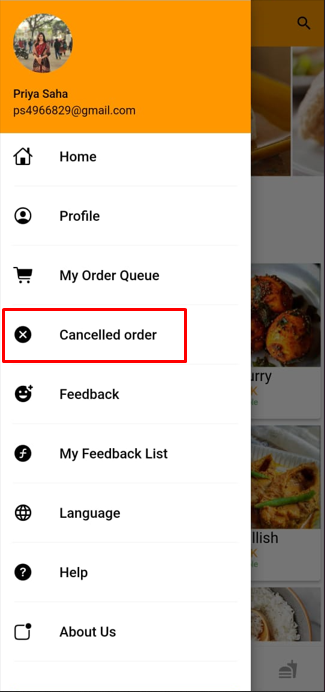 Priya Saha
ps4966829@gmail.com
Home
Profile
My Order Queue
Cancelled order
Feedback
urry
K
My Feedback List
Language
llish
K
Help
About Us